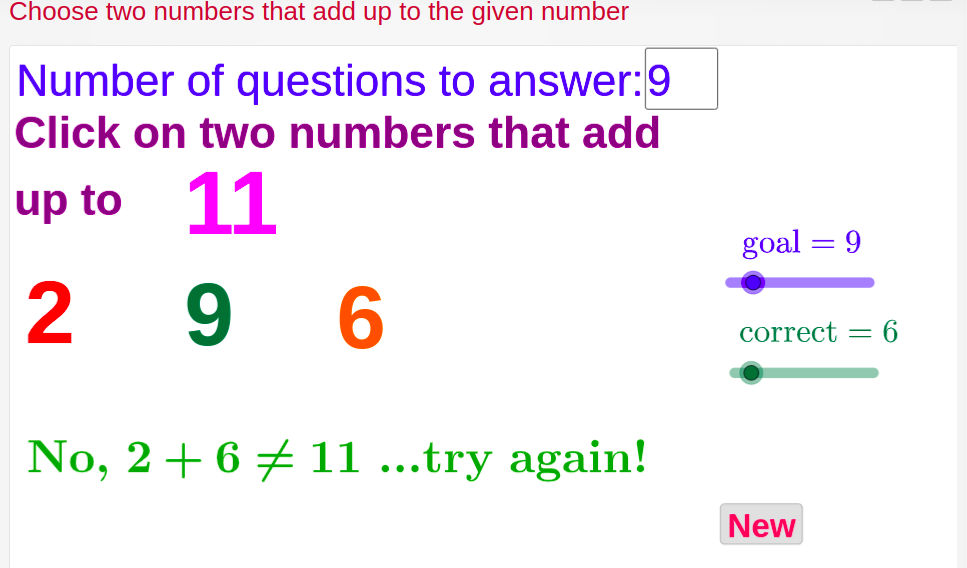 Choose two numbers that add up to the given number
Number of questions to answer: 9
Click on two numbers that add
up to 11
goal = 9
2 9 6
correct = 6
No, 2 + 6 ≠ 11 ...try again!
New